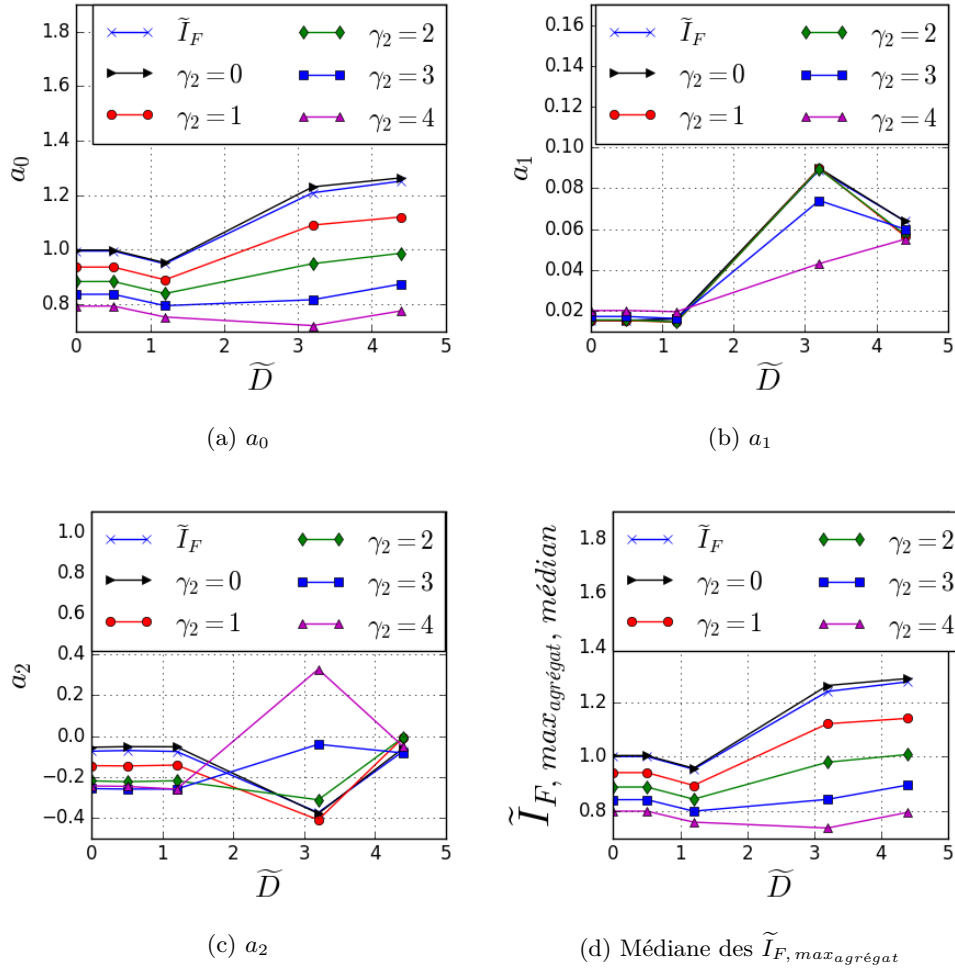 1.8
1.6
1.4
1.2
1.0
0.8
a₀
Ĩ_F
γ₂ = 0
γ₂ = 1
γ₂ = 2
γ₂ = 3
γ₂ = 4
0 1 2 3 4 5
D̃
(a) a₀
0.16
0.14
0.12
0.10
0.08
0.06
0.04
0.02
a₁
Ĩ_F
γ₂ = 0
γ₂ = 1
γ₂ = 2
γ₂ = 3
γ₂ = 4
0 1 2 3 4 5
D̃
(b) a₁
1.0
0.8
0.6
0.4
0.2
0.0
−0.2
−0.4
a₂
Ĩ_F
γ₂ = 0
γ₂ = 1
γ₂ = 2
γ₂ = 3
γ₂ = 4
0 1 2 3 4 5
D̃
(c) a₂
1.8
1.6
1.4
1.2
1.0
0.8
Ĩ_F, max_agrégat, médian
Ĩ_F
γ₂ = 0
γ₂ = 1
γ₂ = 2
γ₂ = 3
γ₂ = 4
0 1 2 3 4 5
D̃
(d) Médiane des Ĩ_F, max_agrégat